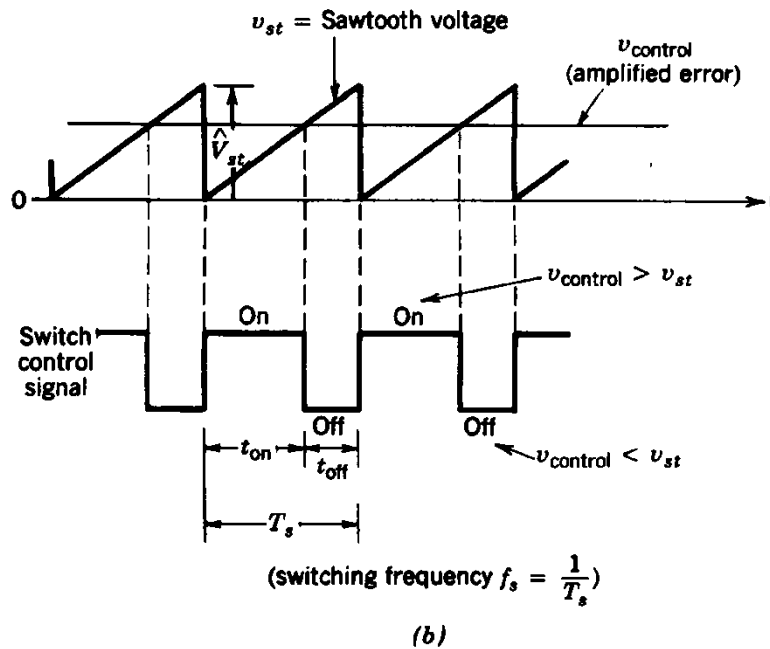 v_st = Sawtooth voltage
v_control
(amplified error)
V̂_st
0
v_control > v_st
On
On
Switch
control
signal
Off
Off
t_on
t_off
v_control < v_st
T_s
(switching frequency f_s = 1/T_s)
(b)